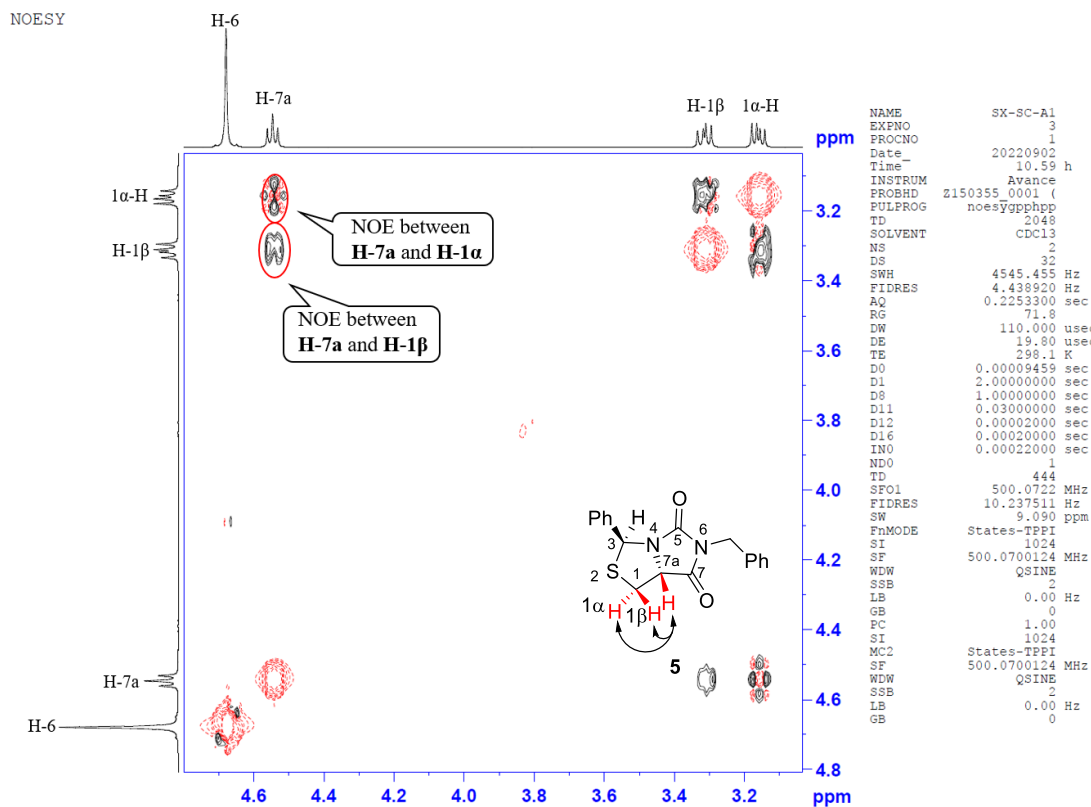 NOESY
H-6
H-7a
H-1β
1α-H
ppm
1α-H
H-1β
H-7a
H-6
3.2
3.4
3.6
3.8
4.0
4.2
4.4
4.6
4.8
4.6
4.4
4.2
4.0
3.8
3.6
3.4
3.2
ppm
NOE between
H-7a and H-1α
NOE between
H-7a and H-1β
O
Ph
H
4
6
3
N
5
N
7a
S
2
1
7
Ph
O
1α
H
1β
H
H
5
NAME SX-SC-A1
EXPNO 3
PROCNO 1
Date_ 20220902
Time 10.59 h
INSTRUM Avance
PROBHD Z150355_0001 (
PULPROG noesygpphpp
TD 2048
SOLVENT CDCl3
NS 2
DS 32
SWH 4545.455 Hz
FIDRES 4.438920 Hz
AQ 0.2253300 sec
RG 71.8
DW 110.000 usec
DE 19.80 usec
TE 298.1 K
D0 0.00009459 sec
D1 2.00000000 sec
D8 1.00000000 sec
D11 0.03000000 sec
D12 0.00002000 sec
D16 0.00020000 sec
IN0 0.00022000 sec
ND0 1
TD 444
SFO1 500.0722 MHz
FIDRES 10.237511 Hz
SW 9.090 ppm
FnMODE States-TPPI
SI 1024
SF 500.0700124 MHz
WDW QSINE
SSB 2
LB 0.00 Hz
GB 0
PC 1.00
SI 1024
MC2 States-TPPI
SF 500.0700124 MHz
WDW QSINE
SSB 2
LB 0.00 Hz
GB 0